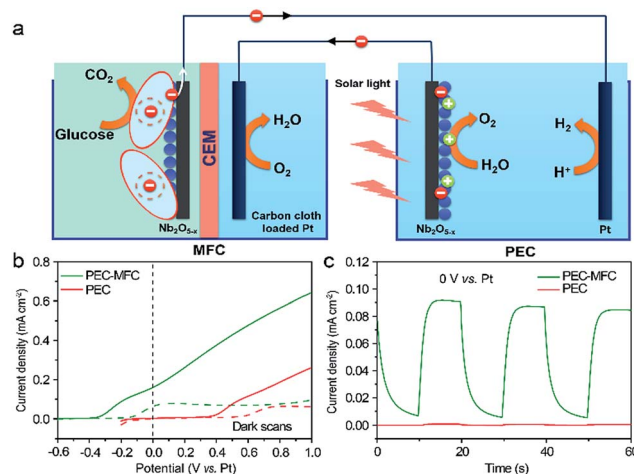 a
CO2
Glucose
CEM
H2O
O2
Carbon cloth
loaded Pt
Nb2O5-x
MFC
Solar light
O2
H2O
H2
H+
Nb2O5-x
Pt
PEC
b
Current density (mA cm-2)
0.8
0.6
0.4
0.2
0.0
PEC-MFC
PEC
Dark scans
-0.6 -0.4 -0.2 0.0 0.2 0.4 0.6 0.8 1.0
Potential (V vs. Pt)
c
Current density (mA cm-2)
0.12
0.10
0.08
0.06
0.04
0.02
0.00
0 V vs. Pt
PEC-MFC
PEC
0 10 20 30 40 50 60
Time (s)